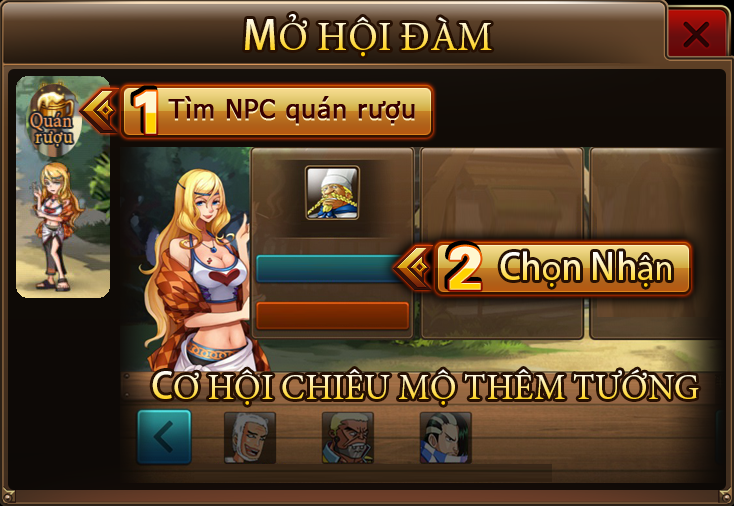 MỞ HỘI ĐÀM
Quán
rượu
1 Tìm NPC quán rượu
2 Chọn Nhận
CƠ HỘI CHIÊU MỘ THÊM TƯỚNG